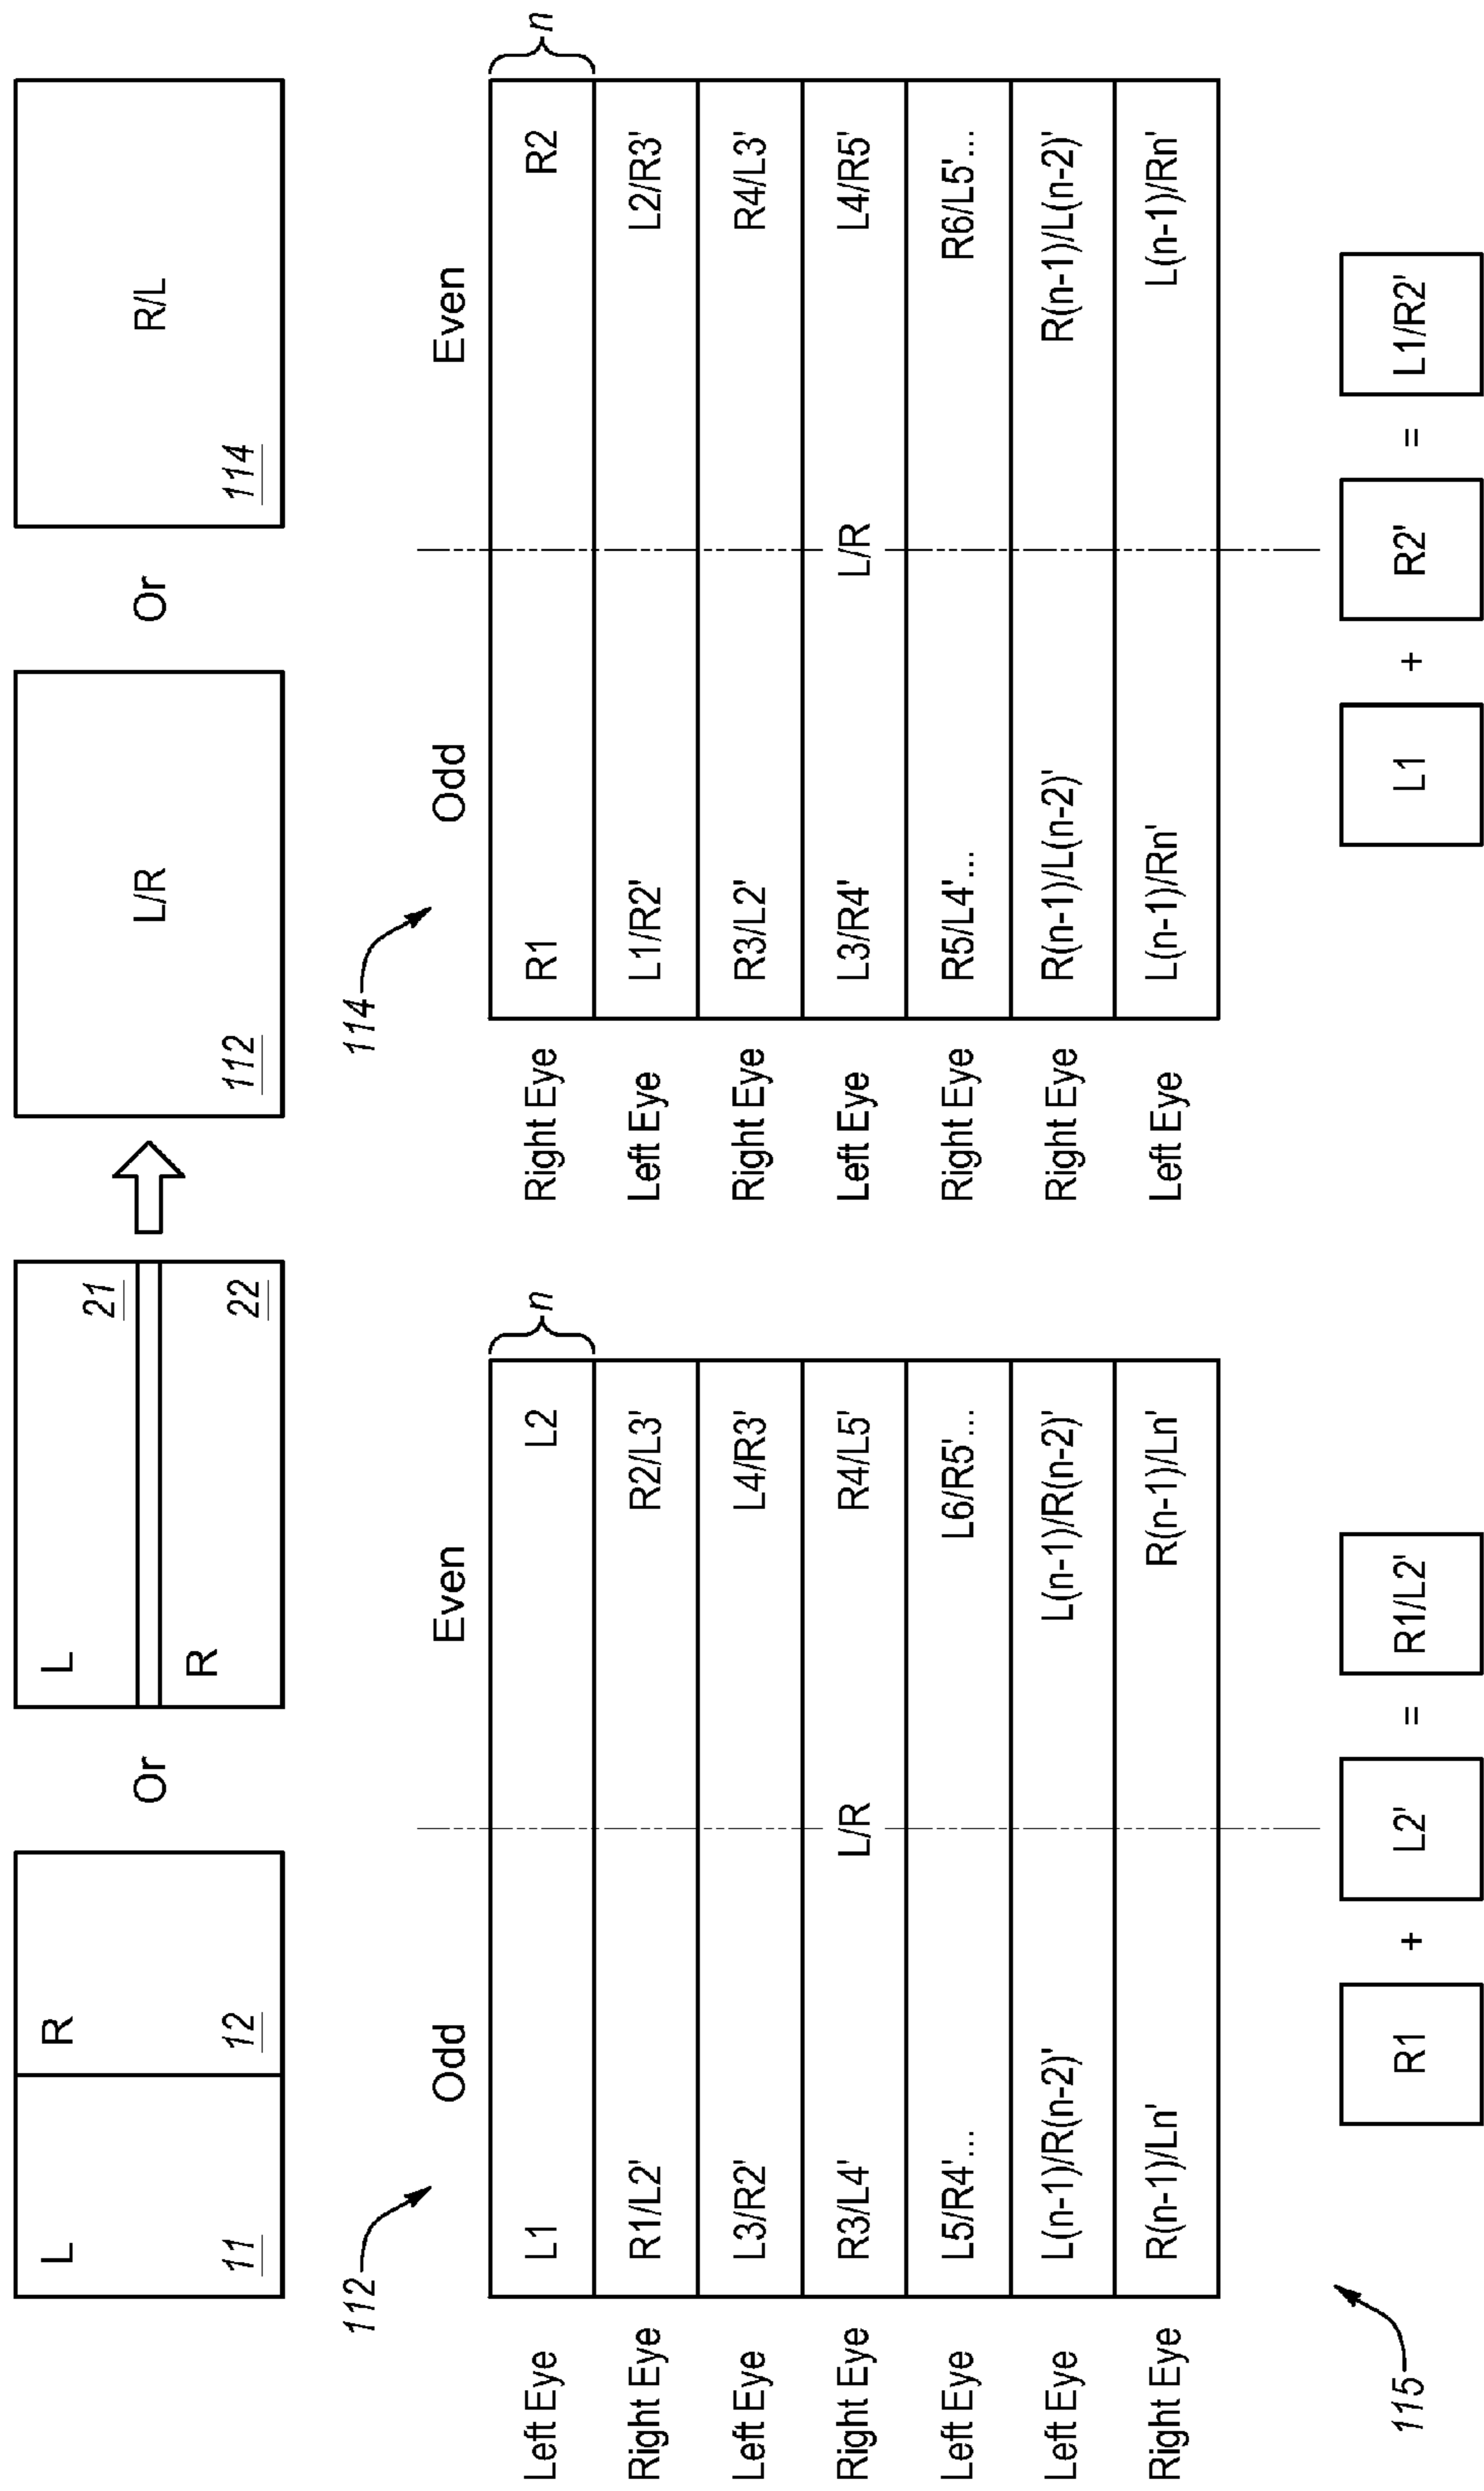 L R
11 12
Or
L 21
R 22
L/R
112
Or
R/L
114
112
Odd Even
Left Eye L1 L2 n
Right Eye R1/L2' R2/L3'
Left Eye L3/R2' L4/R3'
Right Eye R3/L4' L/R R4/L5'
Left Eye L5/R4'... L6/R5'...
Left Eye L(n-1)/R(n-2)' L(n-1)/R(n-2)'
Right Eye R(n-1)/Ln' R(n-1)/Ln'
115
R1 + L2' = R1/L2'
114
Odd Even
Right Eye R1 R2 n
Left Eye L1/R2' L2/R3'
Right Eye R3/L2' R4/L3'
Left Eye L3/R4' L/R L4/R5'
Right Eye R5/L4'... R6/L5'...
Right Eye R(n-1)/L(n-2)' R(n-1)/L(n-2)'
Left Eye L(n-1)/Rn' L(n-1)/Rn'
L1 + R2' = L1/R2'